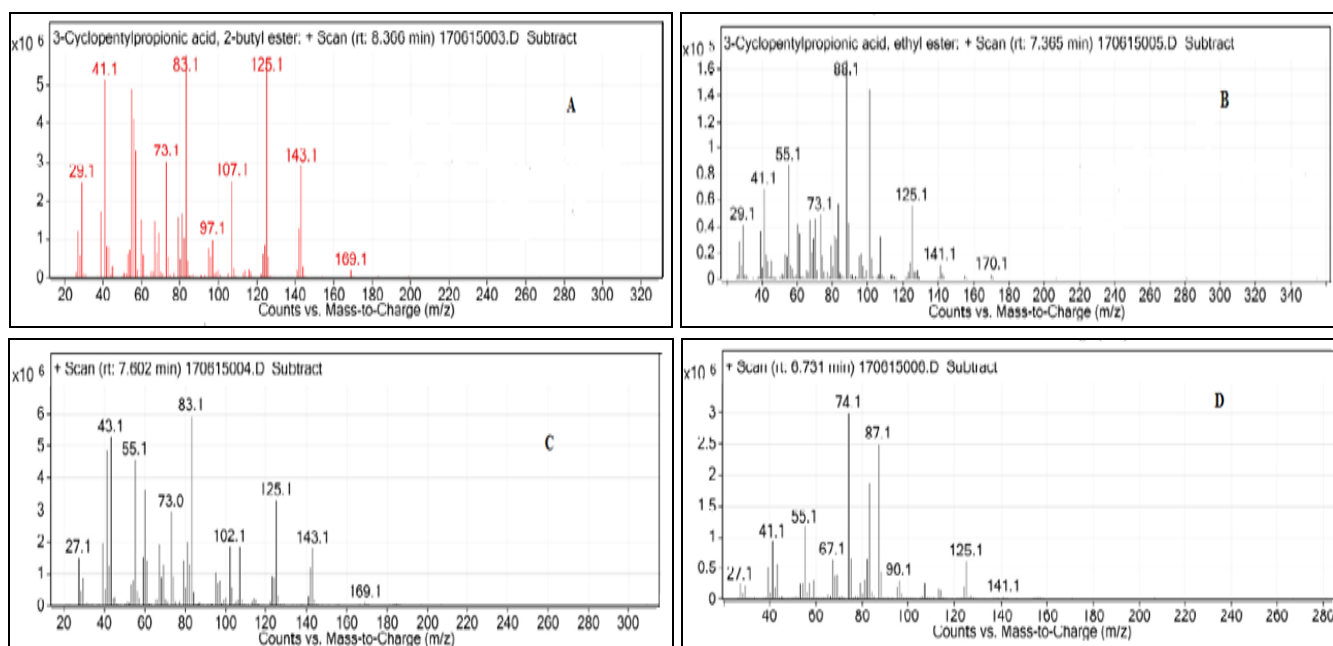 3-Cyclopentylpropionic acid, 2-butyl ester: + Scan (rt: 8.366 min) 170615003.D Subtract
x10 6
5
4
3
2
1
0
29.1 41.1 73.1 83.1 97.1 107.1 125.1 143.1 169.1
A
20 40 60 80 100 120 140 160 180 200 220 240 260 280 300 320
Counts vs. Mass-to-Charge (m/z)
3-Cyclopentylpropionic acid, ethyl ester: + Scan (rt: 7.365 min) 170615005.D Subtract
x10 5
1.6
1.4
1.2
1
0.8
0.6
0.4
0.2
0
29.1 41.1 55.1 73.1 88.1 125.1 141.1 170.1
B
40 60 80 100 120 140 160 180 200 220 240 260 280 300 320 340
Counts vs. Mass-to-Charge (m/z)
+ Scan (rt: 7.602 min) 170615004.D Subtract
x10 6
6
5
4
3
2
1
0
27.1 43.1 55.1 73.0 83.1 102.1 125.1 143.1 169.1
C
20 40 60 80 100 120 140 160 180 200 220 240 260 280 300
Counts vs. Mass-to-Charge (m/z)
+ Scan (rt: 6.731 min) 170615006.D Subtract
x10 6
3
2.5
2
1.5
1
0.5
0
27.1 41.1 55.1 67.1 74.1 87.1 90.1 125.1 141.1
D
40 60 80 100 120 140 160 180 200 220 240 260 280
Counts vs. Mass-to-Charge (m/z)